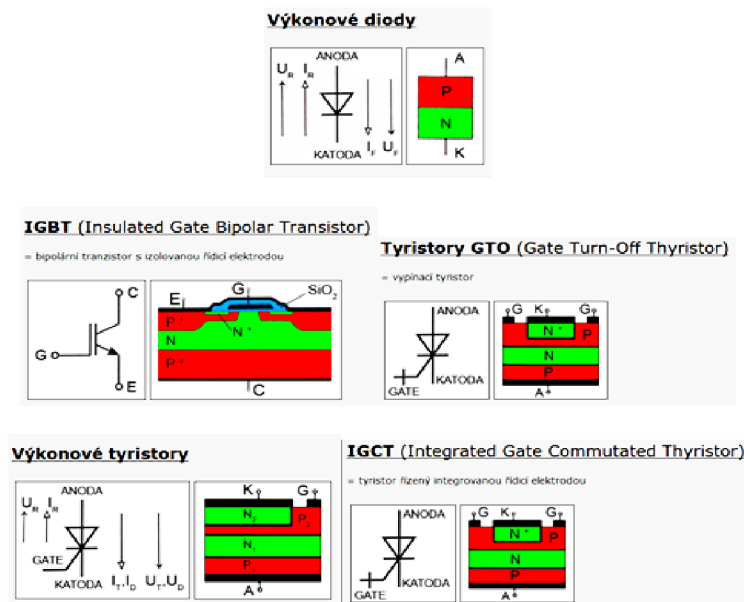 Výkonové diody
U_R I_R ANODA
KATODA I_F U_F
A
P
N
K
IGBT (Insulated Gate Bipolar Transistor)
= bipolární tranzistor s izolovanou řídicí elektrodou
C
G
E
E G SiO₂
P⁺ N⁺
N
P⁺
C
Tyristory GTO (Gate Turn-Off Thyristor)
= vypínací tyristor
ANODA
KATODA
GATE
G K G
N⁺ P
N
P
A
Výkonové tyristory
U_R I_R ANODA
GATE
KATODA I_T,I_D U_T,U_D
K G
N₂ P₂
N₁
P₁
A
IGCT (Integrated Gate Commutated Thyristor)
= tyristor řízený integrovanou řídicí elektrodou
ANODA
KATODA
GATE
G K G
N⁺ P
N
P
A